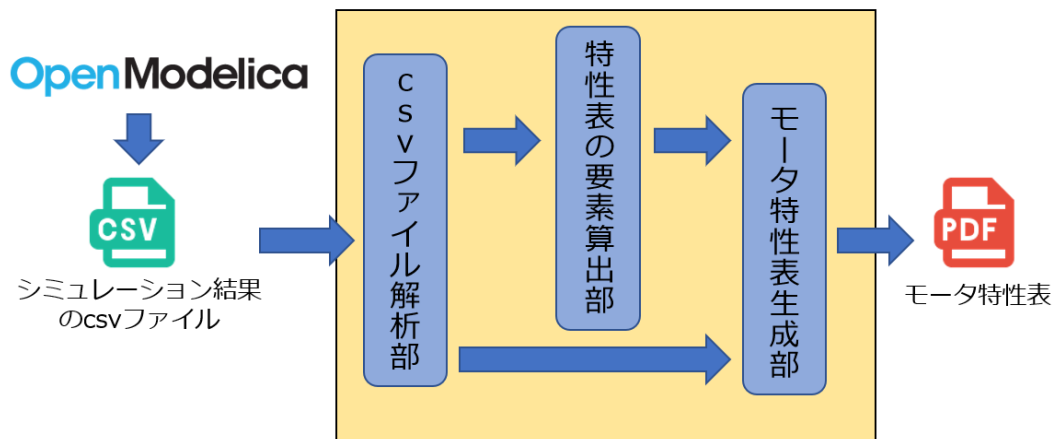 OpenModelica
CSV
シミュレーション結果
のcsvファイル
csvファイル解析部
特性表の要素算出部
モータ特性表生成部
PDF
モータ特性表